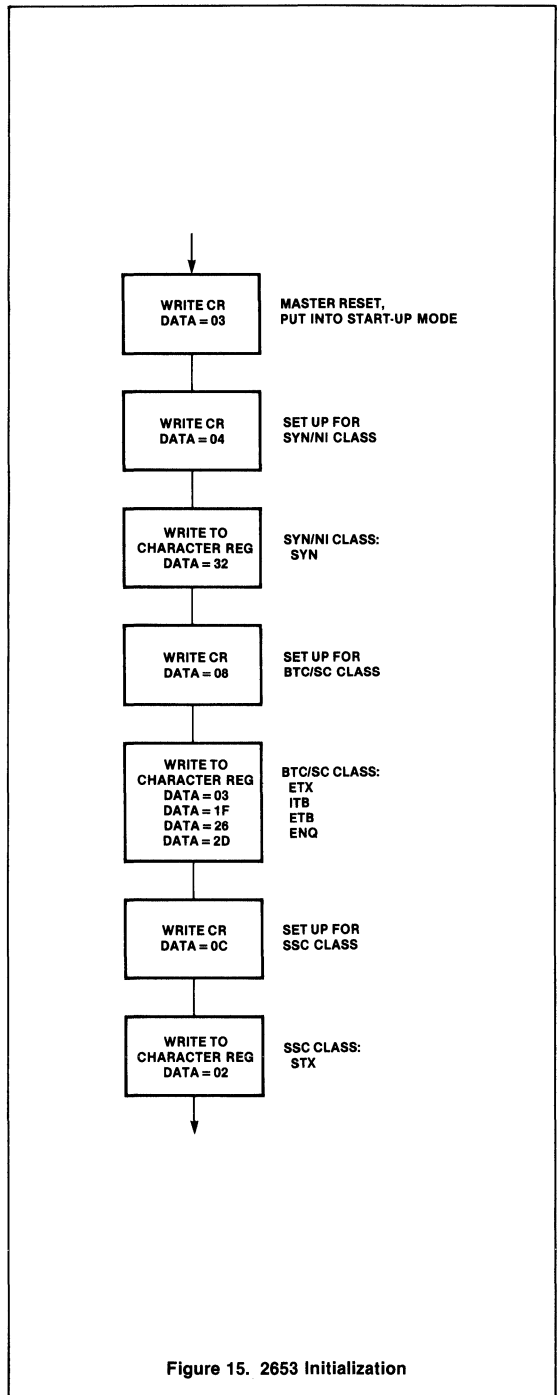 WRITE CR
DATA = 03
MASTER RESET,
PUT INTO START-UP MODE
WRITE CR
DATA = 04
SET UP FOR
SYN/NI CLASS
WRITE TO
CHARACTER REG
DATA = 32
SYN/NI CLASS:
SYN
WRITE CR
DATA = 08
SET UP FOR
BTC/SC CLASS
WRITE TO
CHARACTER REG
DATA = 03
DATA = 1F
DATA = 26
DATA = 2D
BTC/SC CLASS:
ETX
ITB
ETB
ENQ
WRITE CR
DATA = 0C
SET UP FOR
SSC CLASS
WRITE TO
CHARACTER REG
DATA = 02
SSC CLASS:
STX
Figure 15. 2653 Initialization